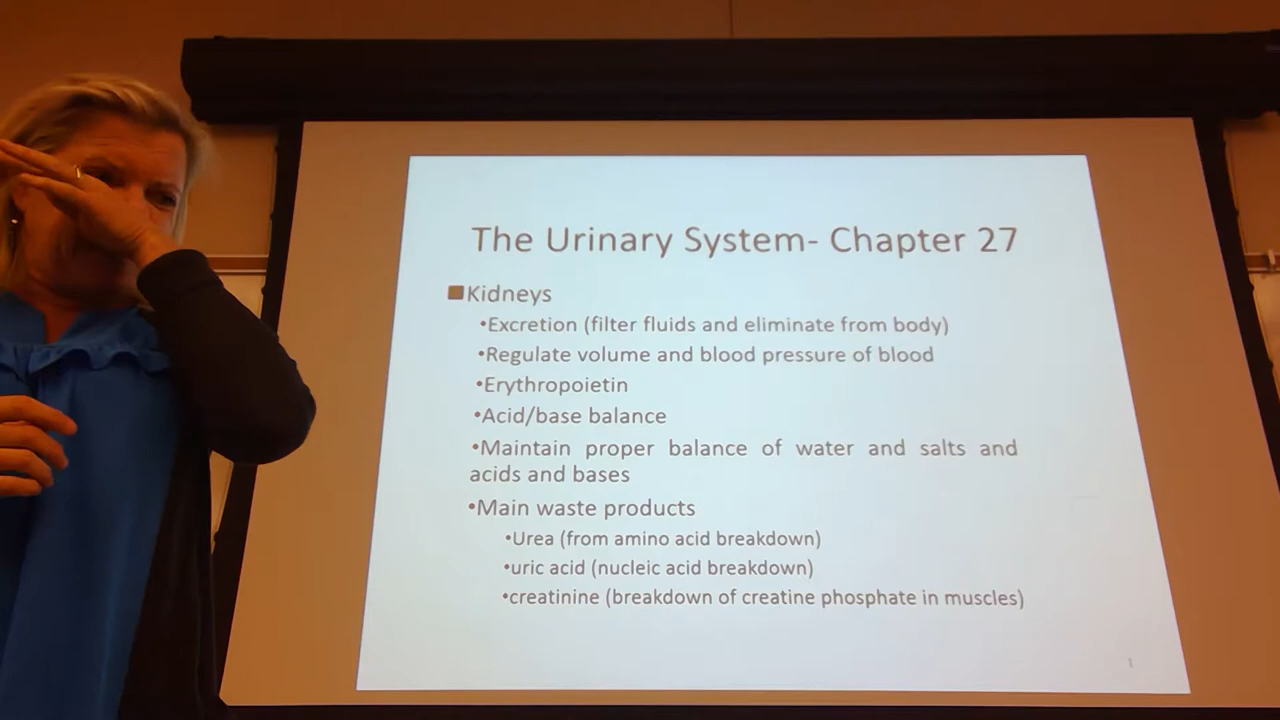 The Urinary System- Chapter 27
■Kidneys
•Excretion (filter fluids and eliminate from body)
•Regulate volume and blood pressure of blood
•Erythropoietin
•Acid/base balance
•Maintain proper balance of water and salts and
acids and bases
•Main waste products
•Urea (from amino acid breakdown)
•uric acid (nucleic acid breakdown)
•creatinine (breakdown of creatine phosphate in muscles)
1